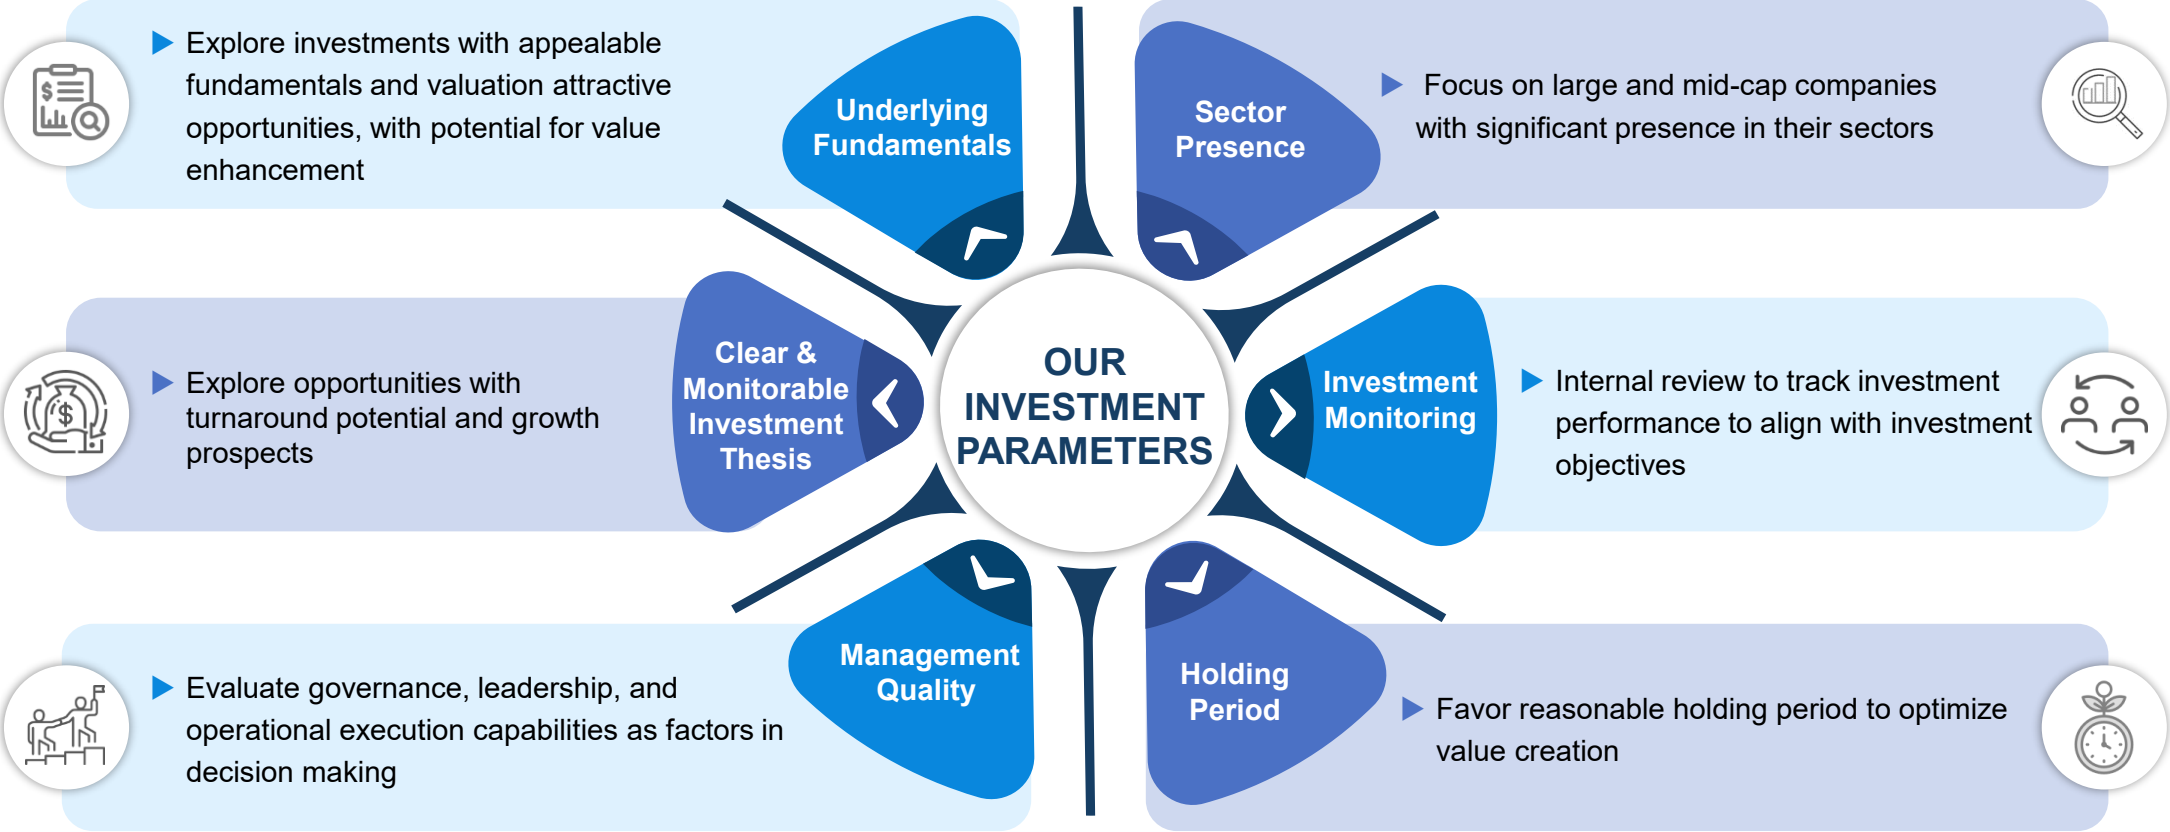 Explore investments with appealable
fundamentals and valuation attractive
opportunities, with potential for value
enhancement
Underlying
Fundamentals
Sector
Presence
Focus on large and mid-cap companies
with significant presence in their sectors
Explore opportunities with
turnaround potential and growth
prospects
Clear &
Monitorable
Investment
Thesis
OUR
INVESTMENT
PARAMETERS
Investment
Monitoring
Internal review to track investment
performance to align with investment
objectives
Evaluate governance, leadership, and
operational execution capabilities as factors in
decision making
Management
Quality
Holding
Period
Favor reasonable holding period to optimize
value creation